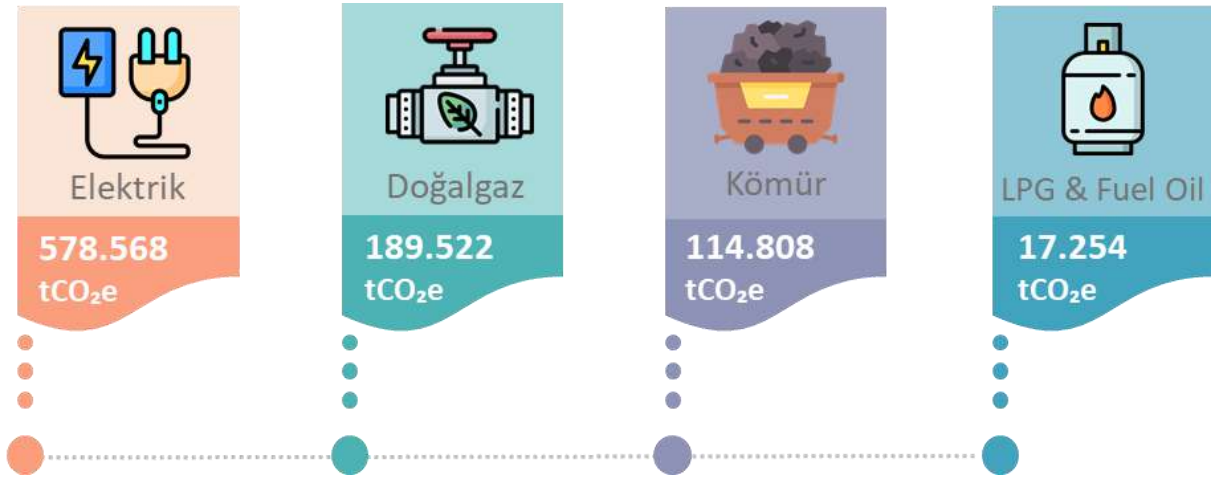 Elektrik
578.568
tCO₂e
Doğalgaz
189.522
tCO₂e
Kömür
114.808
tCO₂e
LPG & Fuel Oil
17.254
tCO₂e